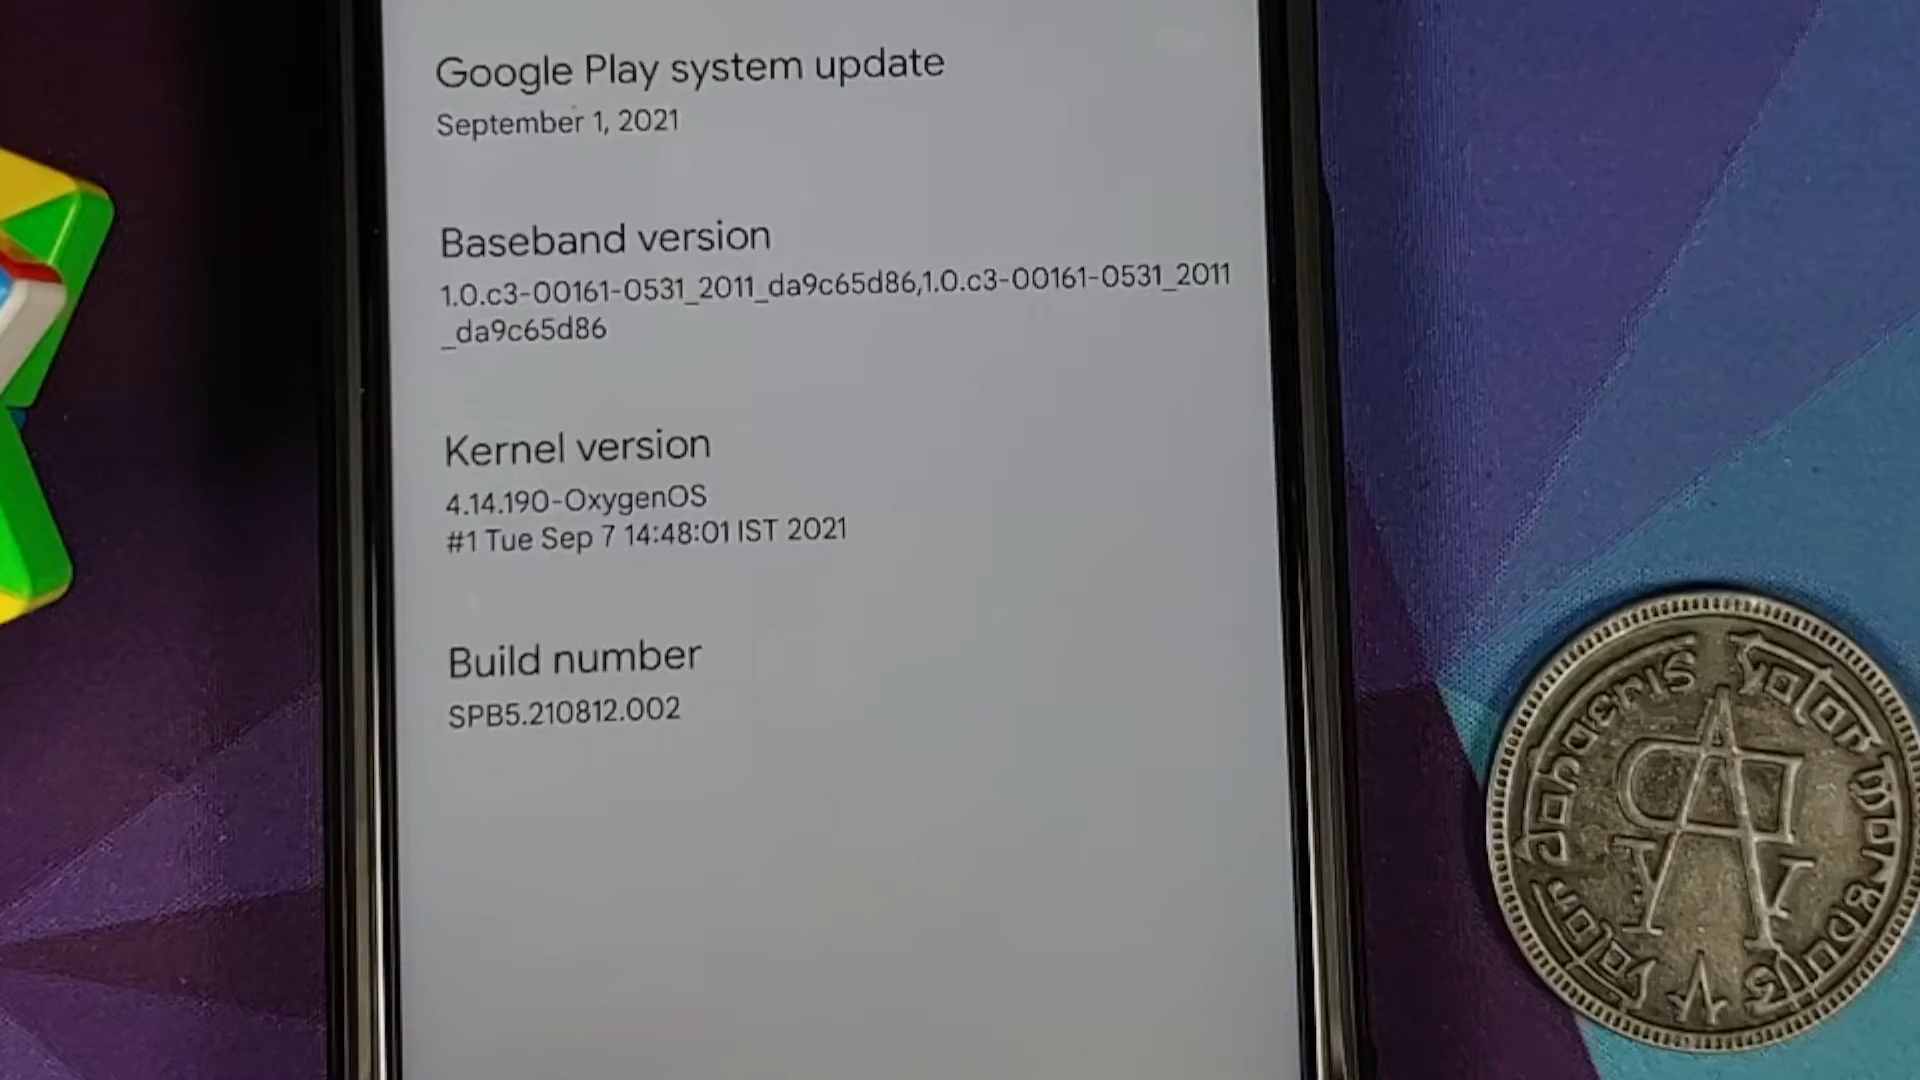 Google Play system update
September 1, 2021
Baseband version
1.0.c3-00161-0531_2011_da9c65d86,1.0.c3-00161-0531_2011
_da9c65d86
Kernel version
4.14.190-OxygenOS
#1 Tue Sep 7 14:48:01 IST 2021
Build number
SPB5.210812.002